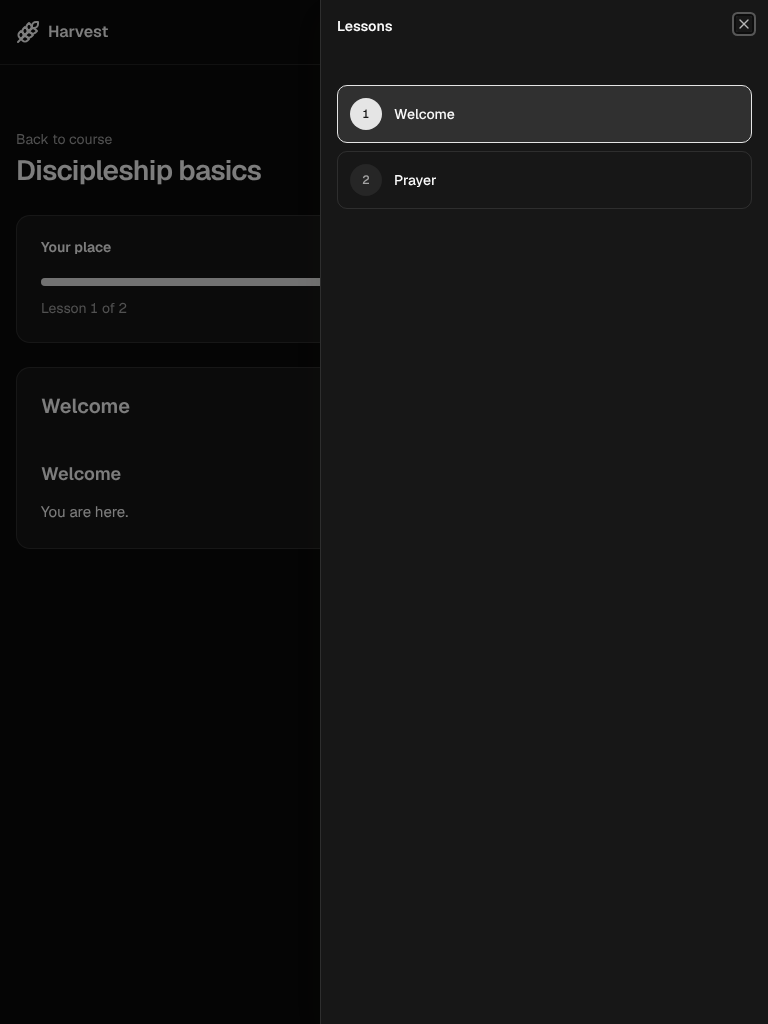 Harvest
Back to course
Discipleship basics
Your place
Lesson 1 of 2
Welcome
Welcome
You are here.
Lessons
1 Welcome
2 Prayer